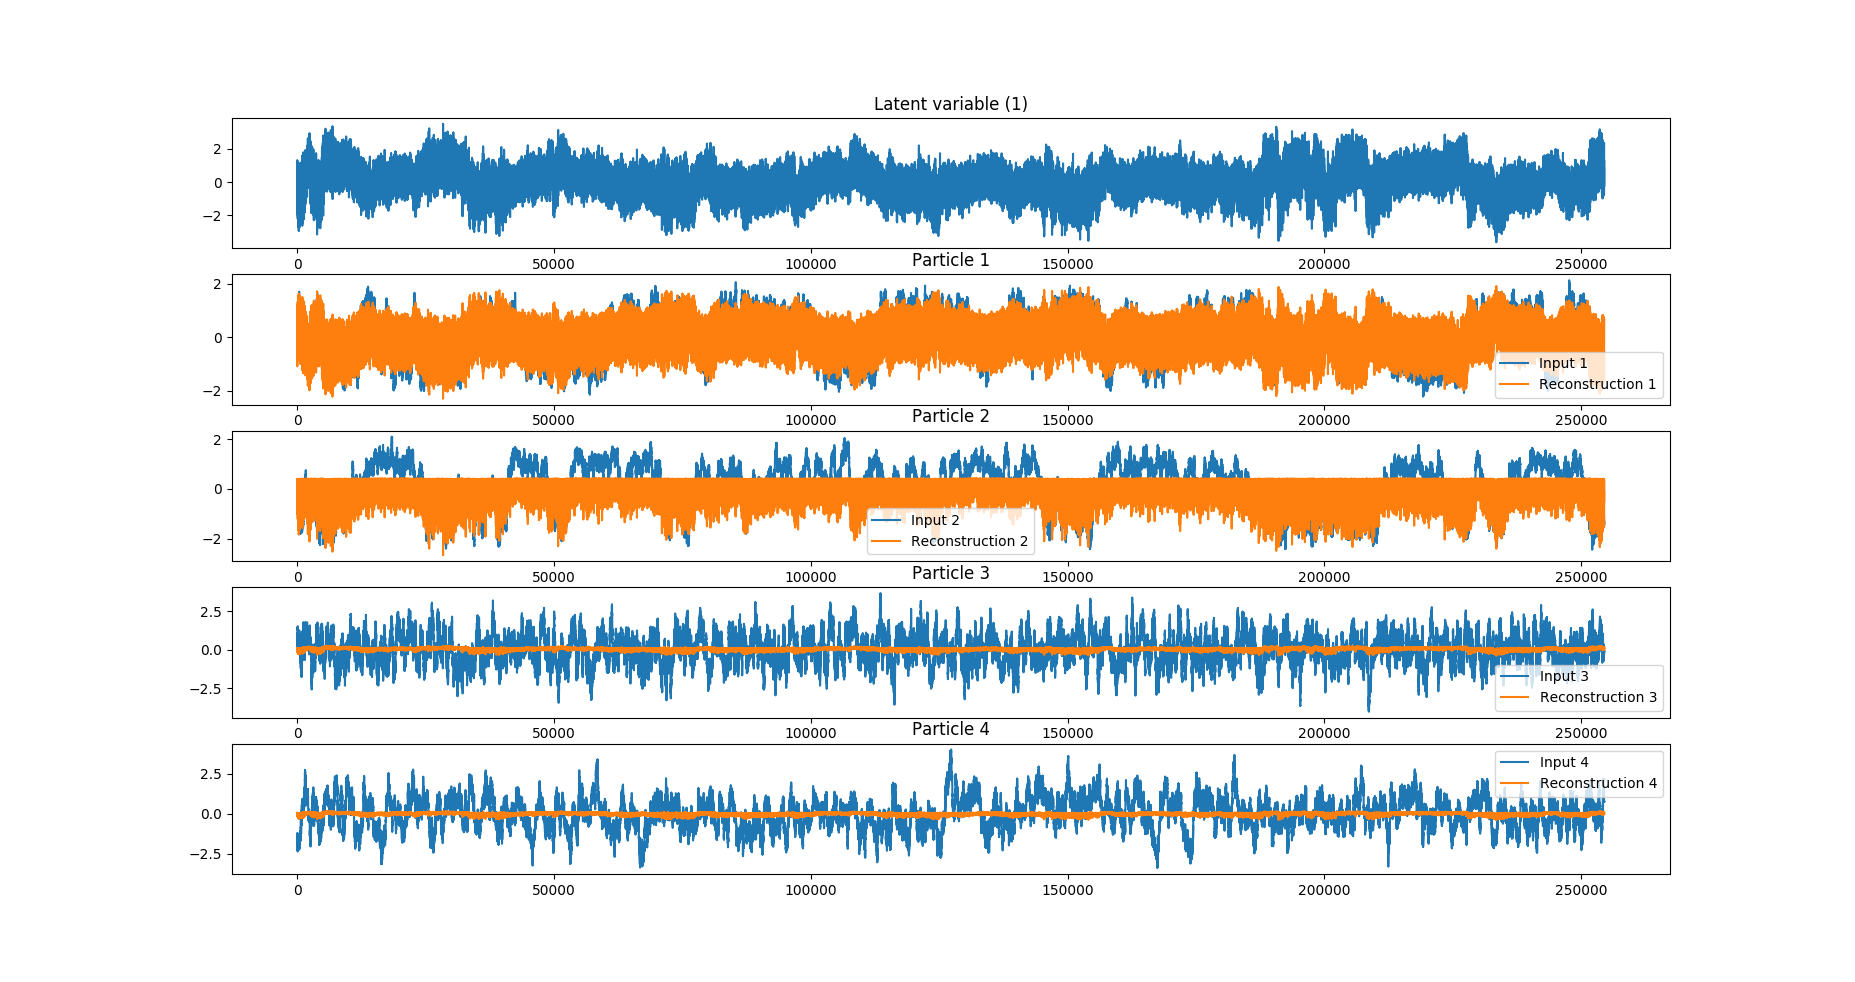 Latent variable (1)
2
0
−2
0 50000 100000 150000 200000 250000
Particle 1
2
0
−2
Input 1
Reconstruction 1
0 50000 100000 150000 200000 250000
Particle 2
2
0
−2
Input 2
Reconstruction 2
0 50000 100000 150000 200000 250000
Particle 3
2.5
0.0
−2.5
Input 3
Reconstruction 3
0 50000 100000 150000 200000 250000
Particle 4
2.5
0.0
−2.5
Input 4
Reconstruction 4
0 50000 100000 150000 200000 250000